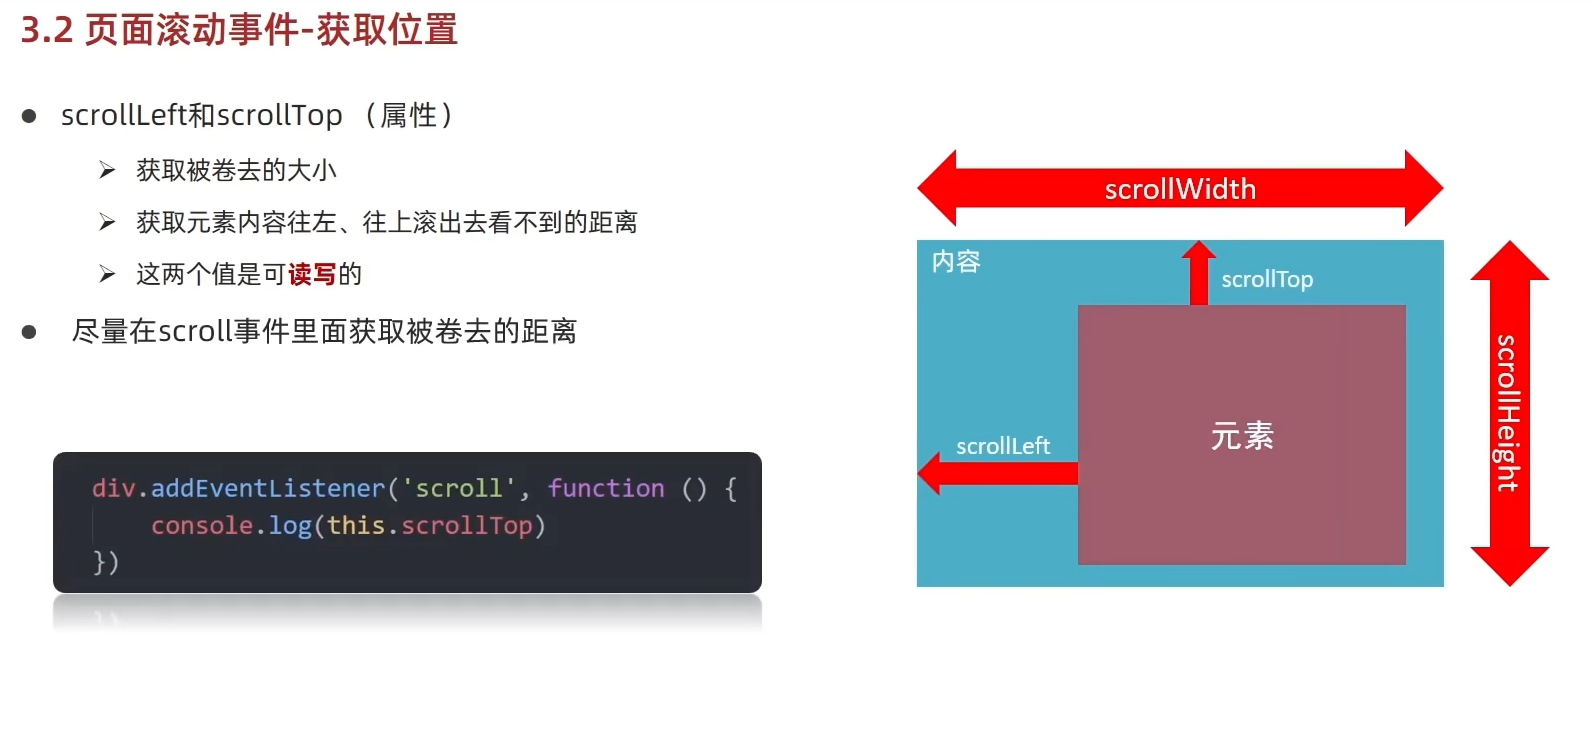 3.2 页面滚动事件-获取位置
scrollLeft和scrollTop （属性）
获取被卷去的大小
获取元素内容往左、往上滚出去看不到的距离
这两个值是可读写的
尽量在scroll事件里面获取被卷去的距离
div.addEventListener('scroll', function () {
console.log(this.scrollTop)
})
scrollWidth
内容
scrollTop
scrollLeft
元素
scrollHeight